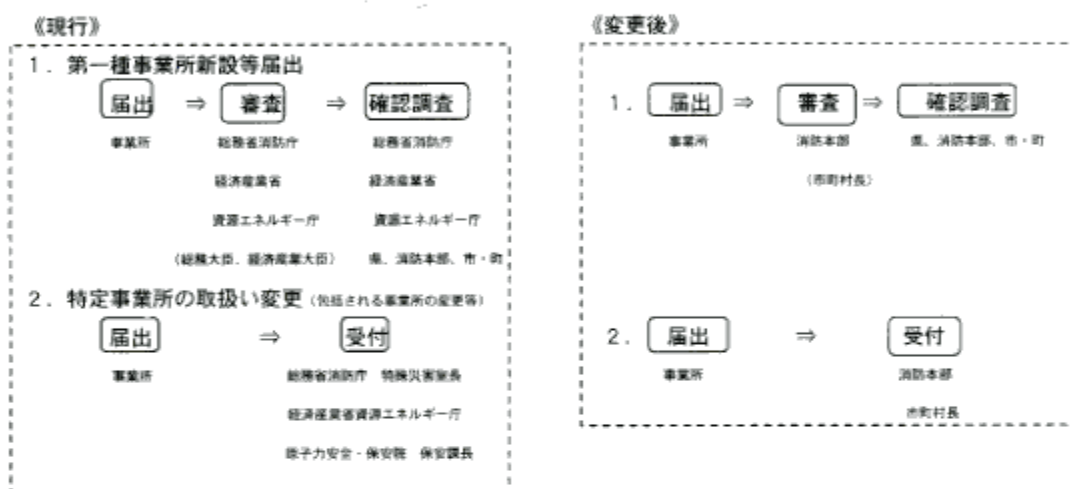 《現行》
1．第一種事業所新設等届出
届出 ⇒ 審査 ⇒ 確認調査
事業所 総務省消防庁 総務省消防庁
経済産業省 経済産業省
資源エネルギー庁 資源エネルギー庁
（総務大臣、経済産業大臣） 県、消防本部、市・町
2．特定事業所の取扱い変更（包括される事業所の変更等）
届出 ⇒ 受付
事業所 総務省消防庁 特殊災害室長
経済産業省資源エネルギー庁
原子力安全・保安院 保安課長
《変更後》
1． 届出 ⇒ 審査 ⇒ 確認調査
事業所 消防本部 県、消防本部、市・町
（市町村長）
2． 届出 ⇒ 受付
事業所 消防本部
市町村長